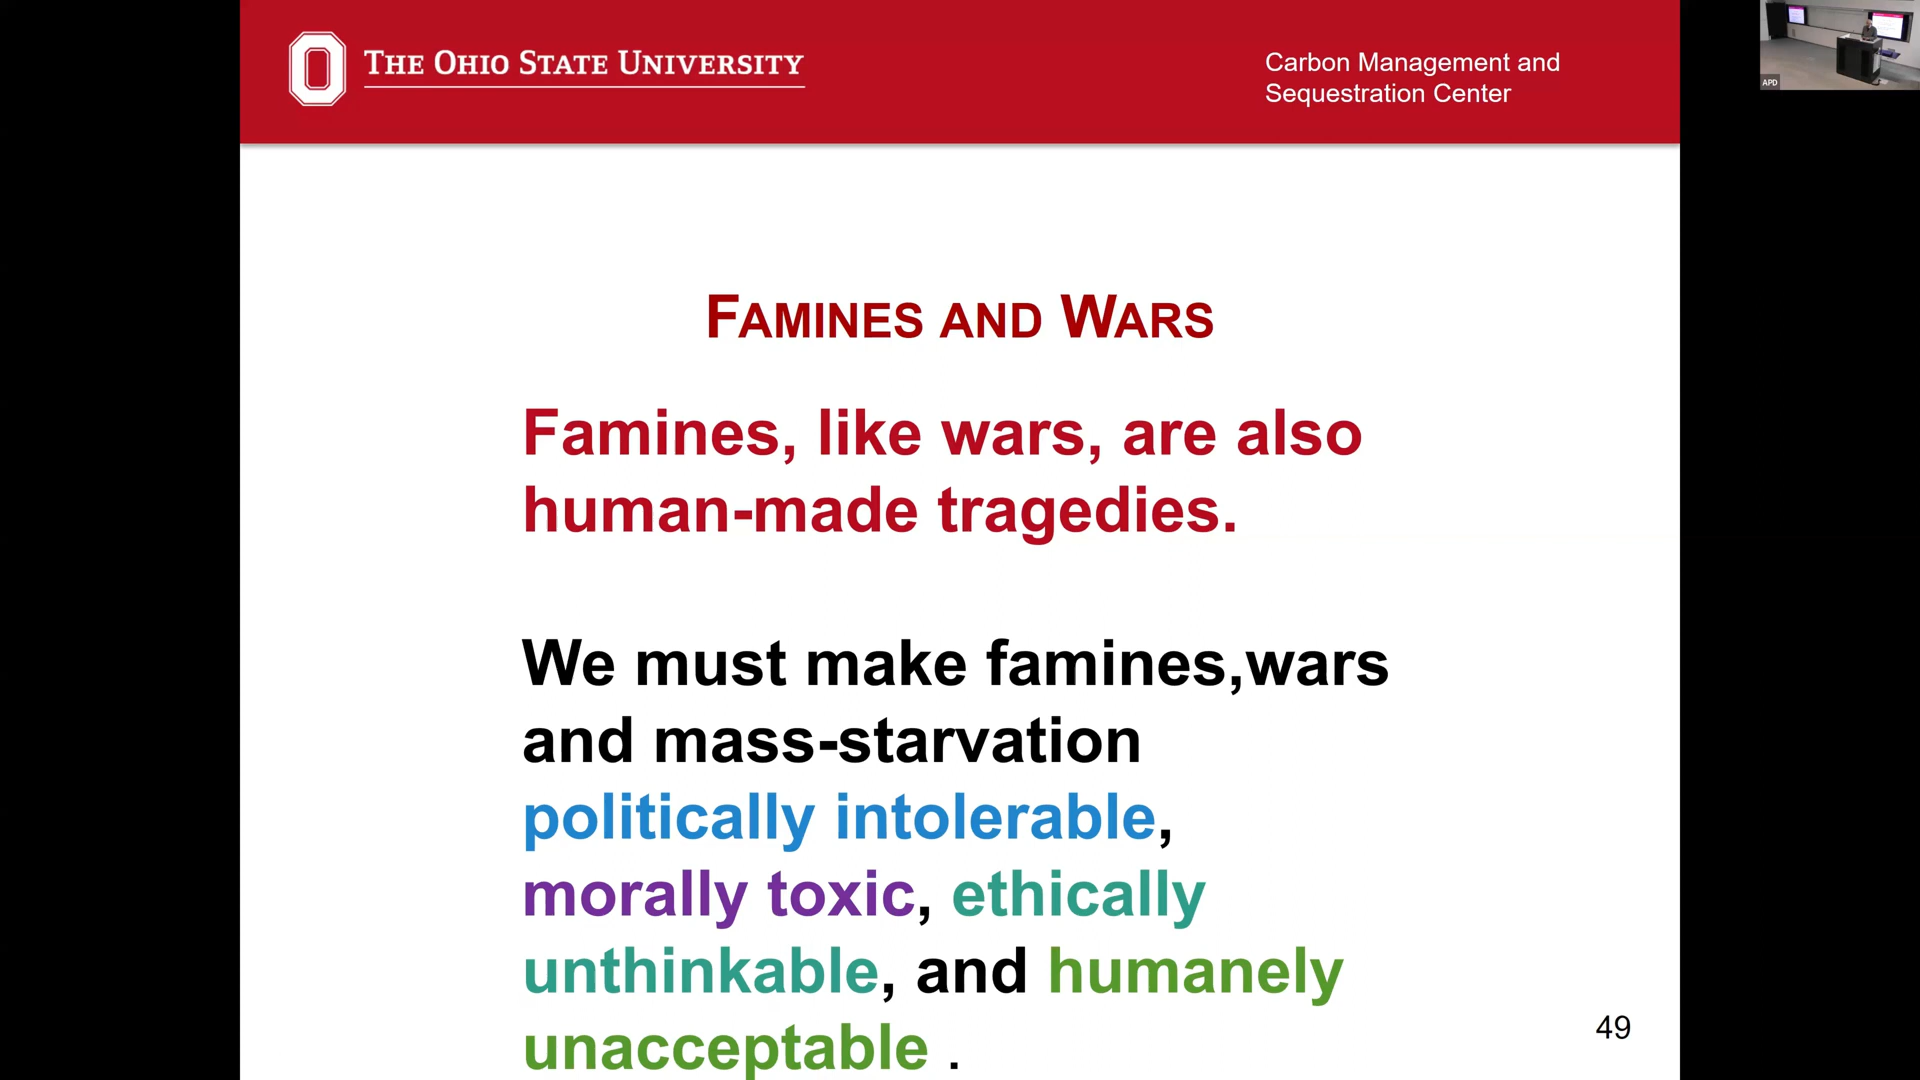 THE OHIO STATE UNIVERSITY
Carbon Management and
Sequestration Center
APD
FAMINES AND WARS
Famines, like wars, are also
human-made tragedies.
We must make famines,wars
and mass-starvation
politically intolerable,
morally toxic, ethically
unthinkable, and humanely
unacceptable .
49